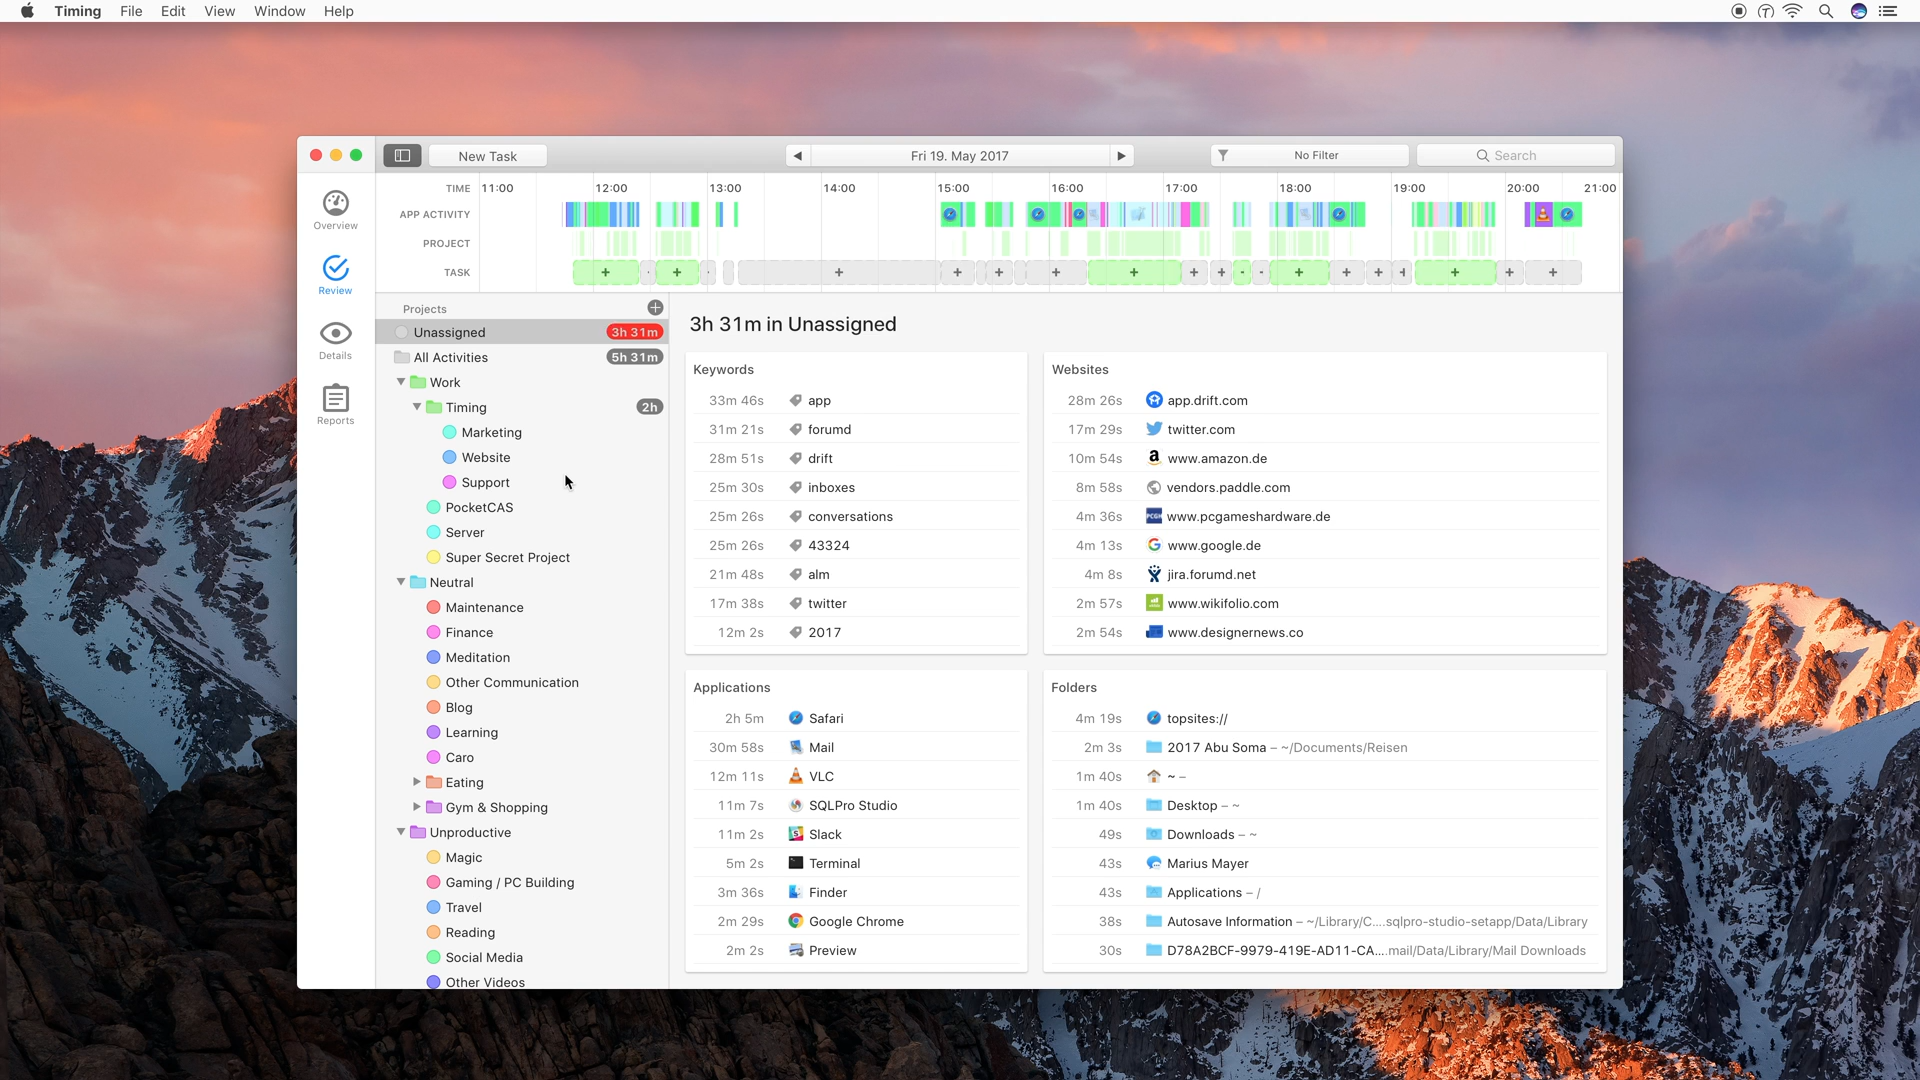 Timing File Edit View Window Help
New Task
Fri 19. May 2017
No Filter
Search
TIME 11:00 12:00 13:00 14:00 15:00 16:00 17:00 18:00 19:00 20:00 21:00
APP ACTIVITY
PROJECT
TASK
Overview
Review
Details
Reports
Projects
Unassigned 3h 31m
All Activities 5h 31m
Work
Timing 2h
Marketing
Website
Support
PocketCAS
Server
Super Secret Project
Neutral
Maintenance
Finance
Meditation
Other Communication
Blog
Learning
Caro
Eating
Gym & Shopping
Unproductive
Magic
Gaming / PC Building
Travel
Reading
Social Media
Other Videos
3h 31m in Unassigned
Keywords
33m 46s app
31m 21s forumd
28m 51s drift
25m 30s inboxes
25m 26s conversations
25m 26s 43324
21m 48s alm
17m 38s twitter
12m 2s 2017
Websites
28m 26s app.drift.com
17m 29s twitter.com
10m 54s www.amazon.de
8m 58s vendors.paddle.com
4m 36s www.pcgameshardware.de
4m 13s www.google.de
4m 8s jira.forumd.net
2m 57s www.wikifolio.com
2m 54s www.designernews.co
Applications
2h 5m Safari
30m 58s Mail
12m 11s VLC
11m 7s SQLPro Studio
11m 2s Slack
5m 2s Terminal
3m 36s Finder
2m 29s Google Chrome
2m 2s Preview
Folders
4m 19s topsites://
2m 3s 2017 Abu Soma – ~/Documents/Reisen
1m 40s ~ –
1m 40s Desktop – ~
49s Downloads – ~
43s Marius Mayer
43s Applications – /
38s Autosave Information – ~/Library/C....sqlpro-studio-setapp/Data/Library
30s D78A2BCF-9979-419E-AD11-CA....mail/Data/Library/Mail Downloads